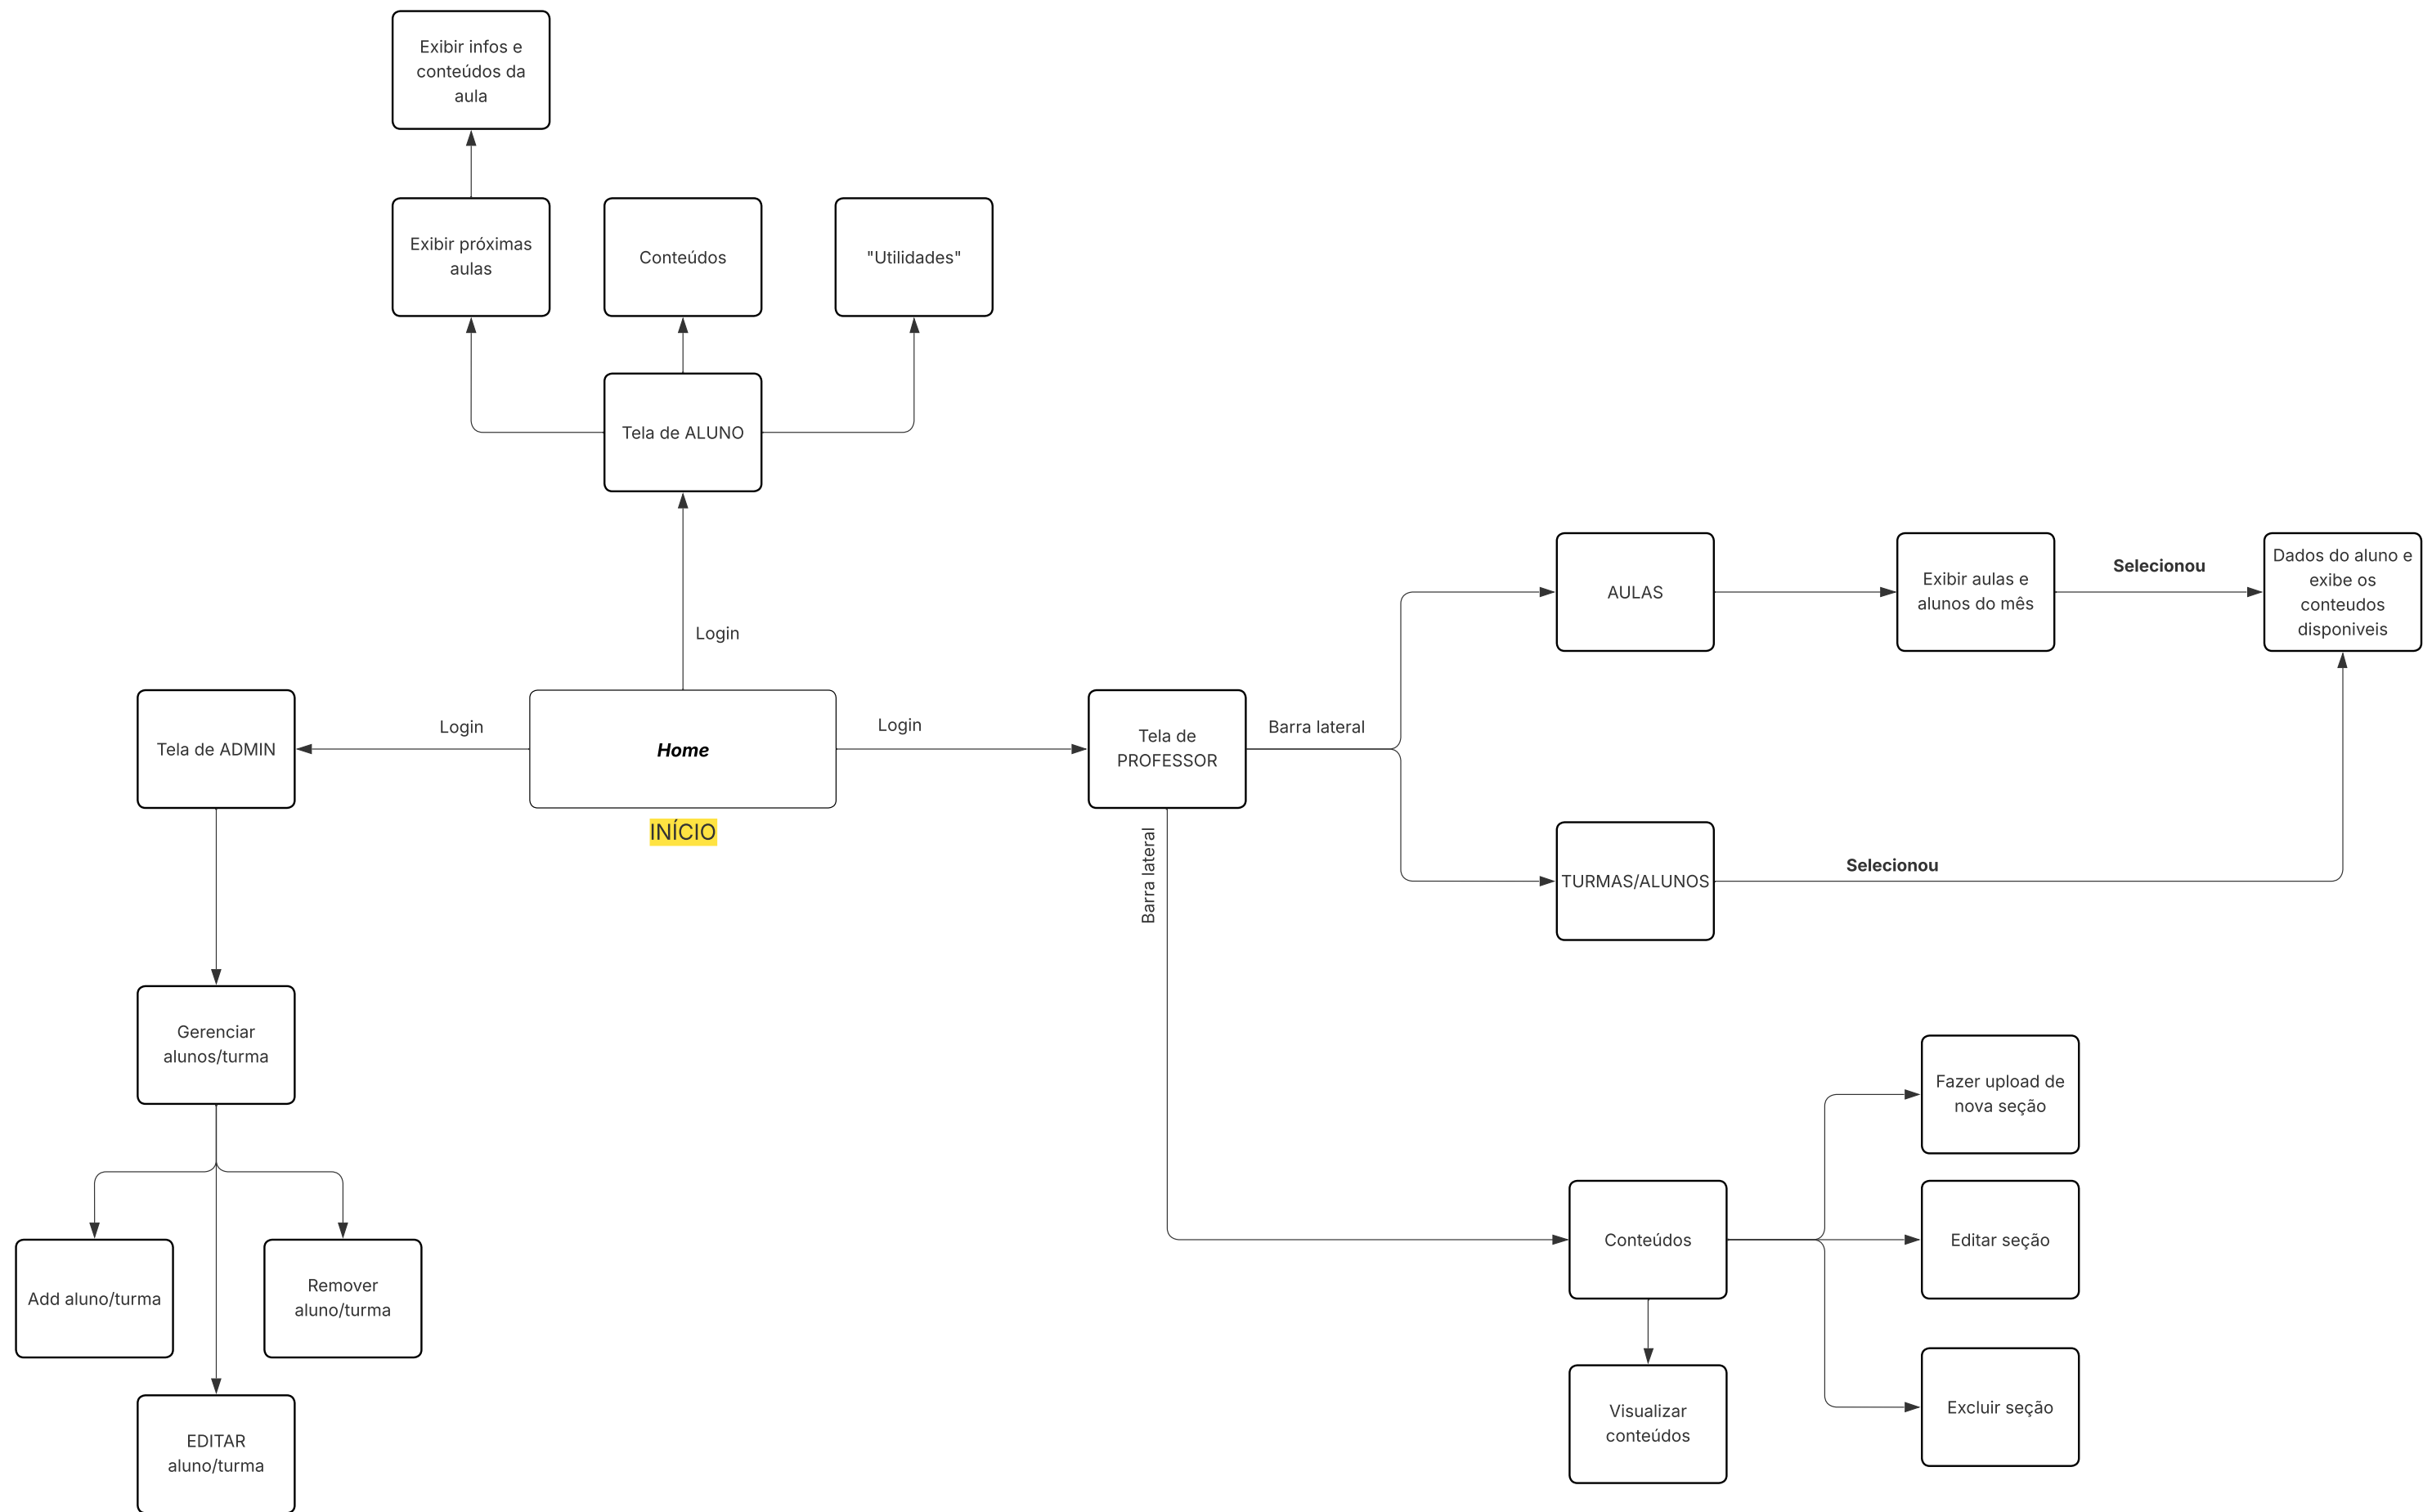 Exibir infos e
conteúdos da
aula
Exibir próximas
aulas
Conteúdos
"Utilidades"
Tela de ALUNO
Login
AULAS
Exibir aulas e
alunos do mês
Selecionou
Dados do aluno e
exibe os
conteudos
disponiveis
Tela de ADMIN
Login
Home
INÍCIO
Login
Tela de
PROFESSOR
Barra lateral
Barra lateral
TURMAS/ALUNOS
Selecionou
Gerenciar
alunos/turma
Add aluno/turma
Remover
aluno/turma
EDITAR
aluno/turma
Conteúdos
Fazer upload de
nova seção
Editar seção
Excluir seção
Visualizar
conteúdos